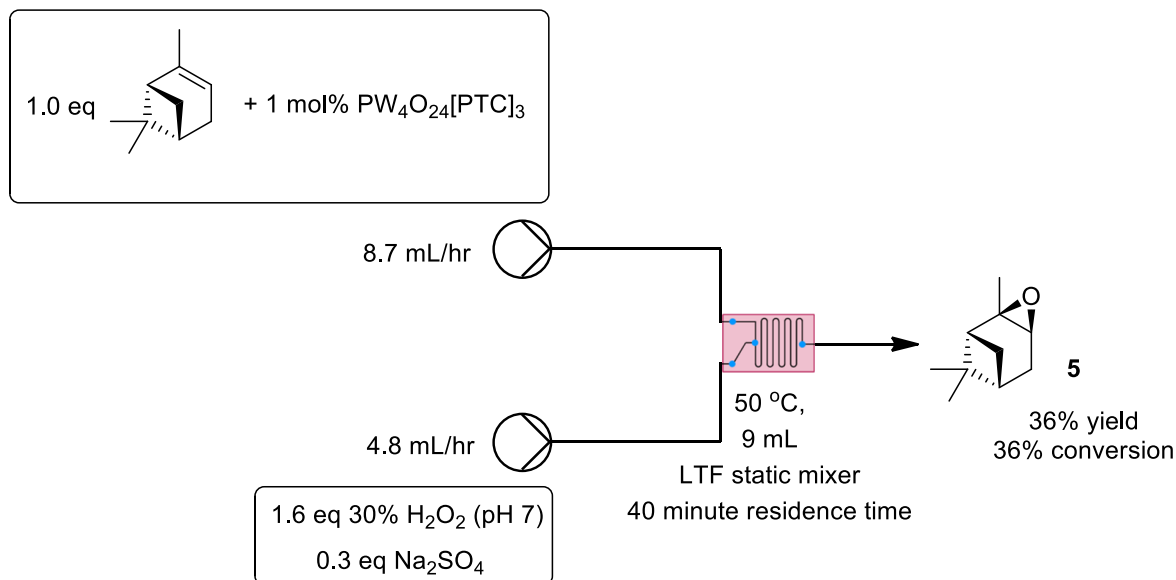 1.0 eq
+ 1 mol% PW₄O₂₄[PTC]₃
8.7 mL/hr
4.8 mL/hr
1.6 eq 30% H₂O₂ (pH 7)
0.3 eq Na₂SO₄
50 °C,
9 mL
LTF static mixer
40 minute residence time
O
5
36% yield
36% conversion